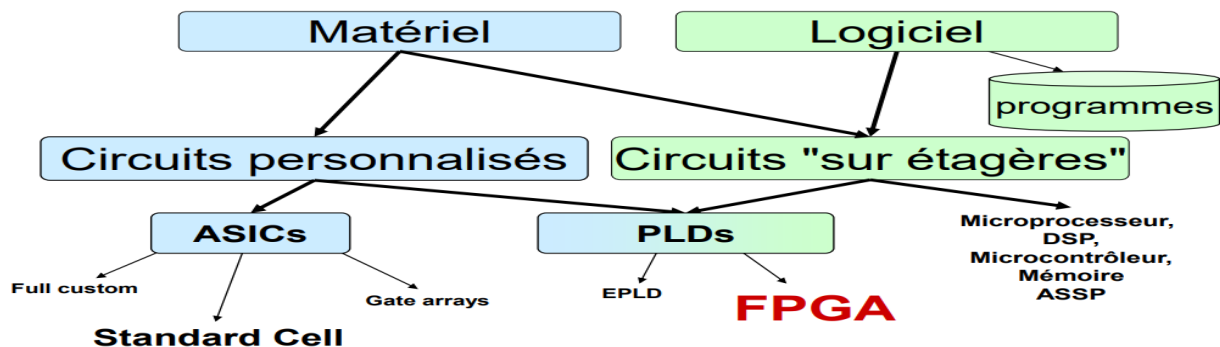 Matériel
Logiciel
programmes
Circuits personnalisés
Circuits "sur étagères"
ASICs
PLDs
Microprocesseur,
DSP,
Microcontrôleur,
Mémoire
ASSP
Full custom
Gate arrays
EPLD
FPGA
Standard Cell